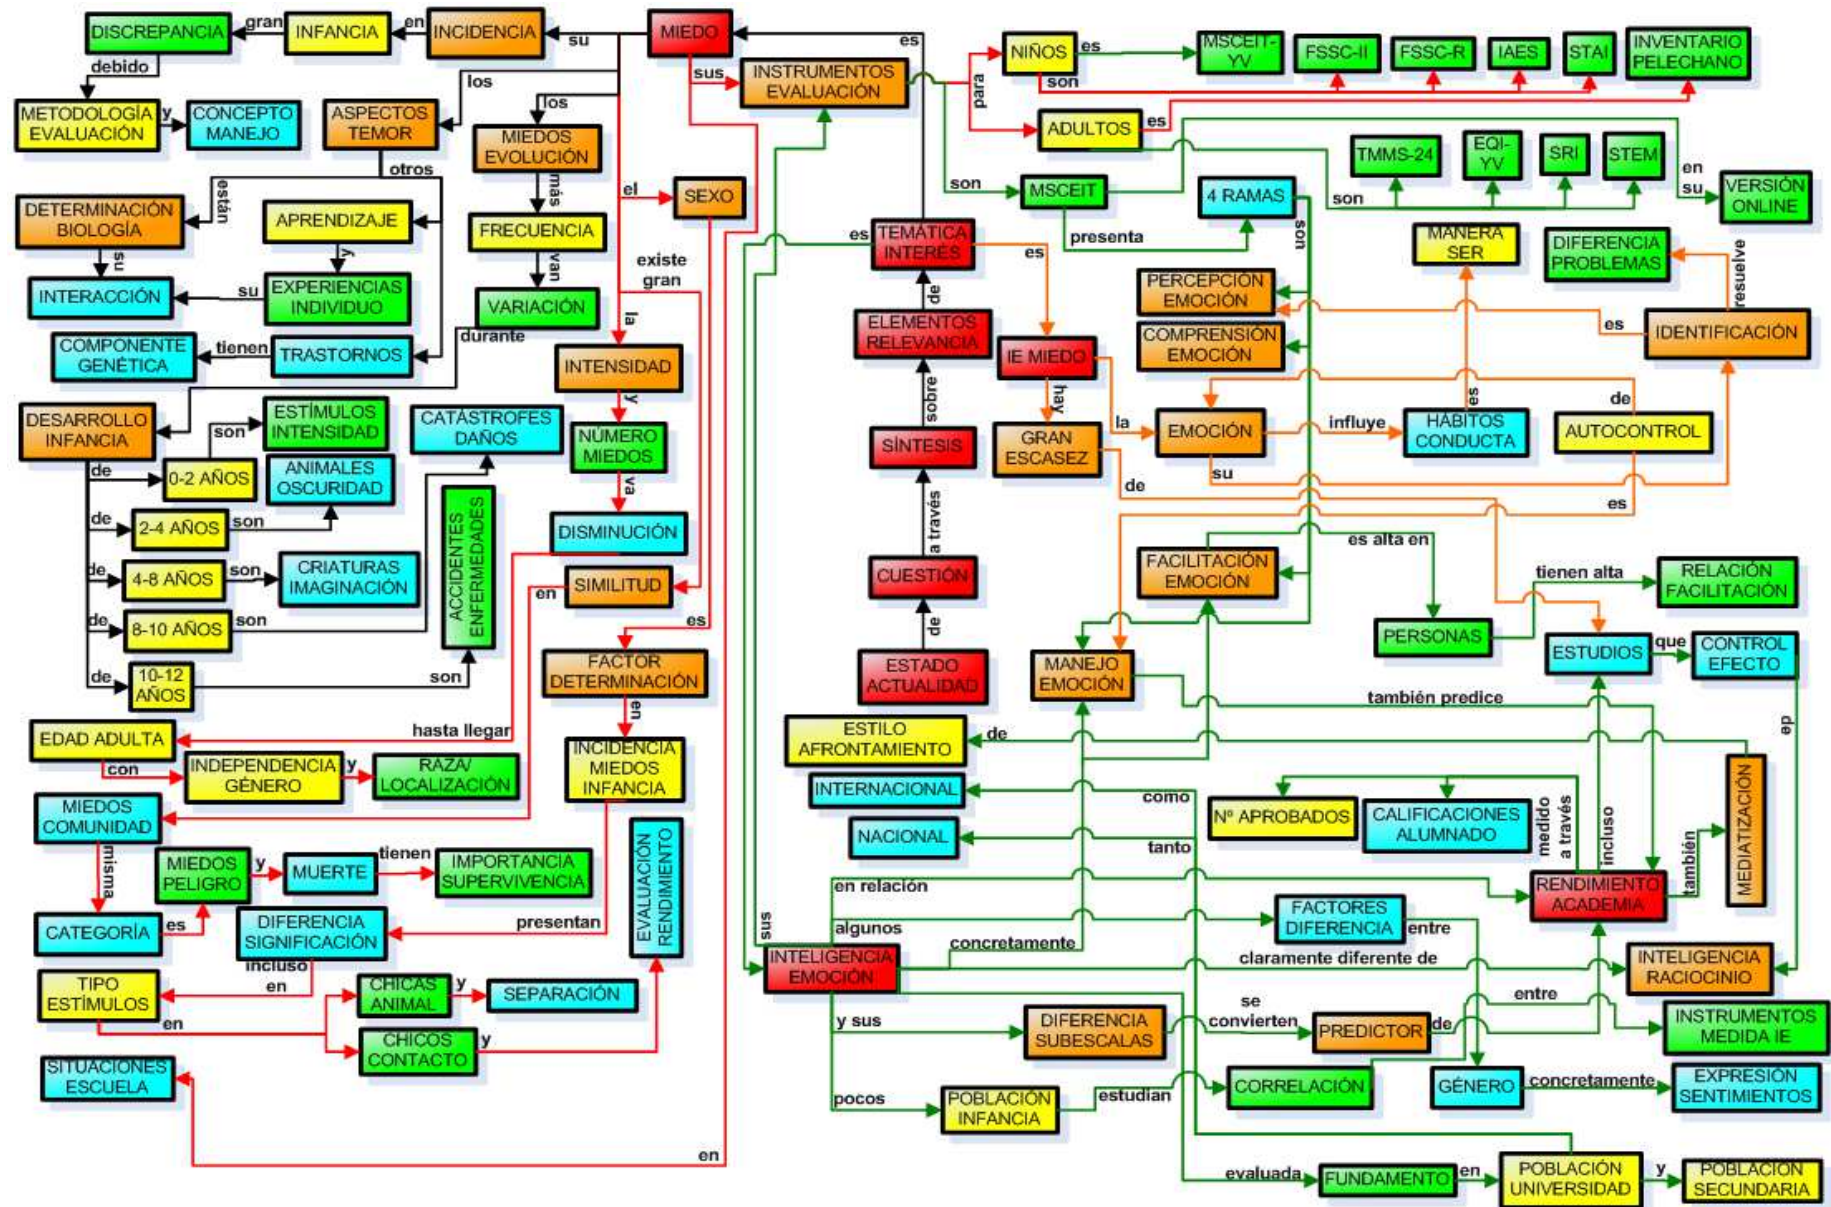 DISCREPANCIA
gran
INFANCIA
en
INCIDENCIA
su
MIEDO
es
debido
METODOLOGÍA
EVALUACIÓN
y
CONCEPTO
MANEJO
los
ASPECTOS
TEMOR
los
MIEDOS
EVOLUCIÓN
sus
INSTRUMENTOS
EVALUACIÓN
para
NIÑOS
es
MSCEIT-
YV
son
FSSC-II
FSSC-R
IAES
STAI
INVENTARIO
PELECHANO
ADULTOS
es
TMMS-24
EQI-
YV
SRI
STEM
son
en
su
VERSIÓN
ONLINE
son
MSCEIT
presenta
4 RAMAS
son
están
otros
DETERMINACIÓN
BIOLOGÍA
su
INTERACCIÓN
APRENDIZAJE
y
EXPERIENCIAS
INDIVIDUO
su
COMPONENTE
GENÉTICA
tienen
TRASTORNOS
más
FRECUENCIA
van
VARIACIÓN
durante
el
SEXO
existe
gran
la
INTENSIDAD
y
NÚMERO
MIEDOS
va
DISMINUCIÓN
SIMILITUD
en
es
FACTOR
DETERMINACIÓN
en
INCIDENCIA
MIEDOS
INFANCIA
DESARROLLO
INFANCIA
de
0-2 AÑOS
son
ESTÍMULOS
INTENSIDAD
de
2-4 AÑOS
son
ANIMALES
OSCURIDAD
de
4-8 AÑOS
son
CRIATURAS
IMAGINACIÓN
de
8-10 AÑOS
son
CATÁSTROFES
DAÑOS
de
10-12
AÑOS
son
ACCIDENTES
ENFERMEDADES
hasta llegar
EDAD ADULTA
con
INDEPENDENCIA
GÉNERO
y
RAZA/
LOCALIZACIÓN
MIEDOS
COMUNIDAD
misma
CATEGORÍA
es
MIEDOS
PELIGRO
y
MUERTE
tienen
IMPORTANCIA
SUPERVIVENCIA
presentan
DIFERENCIA
SIGNIFICACIÓN
incluso
en
TIPO
ESTÍMULOS
en
CHICAS
ANIMAL
y
SEPARACIÓN
CHICOS
CONTACTO
y
EVALUACIÓN
RENDIMIENTO
SITUACIONES
ESCUELA
en
es
TEMÁTICA
INTERÉS
es
de
ELEMENTOS
RELEVANCIA
sobre
SÍNTESIS
a través
CUESTIÓN
de
ESTADO
ACTUALIDAD
IE MIEDO
hay
GRAN
ESCASEZ
de
la
EMOCIÓN
influye
HÁBITOS
CONDUCTA
es
MANERA
SER
su
DIFERENCIA
PROBLEMAS
resuelve
IDENTIFICACIÓN
es
PERCEPCIÓN
EMOCIÓN
COMPRENSIÓN
EMOCIÓN
de
AUTOCONTROL
es
FACILITACIÓN
EMOCIÓN
es alta en
PERSONAS
tienen alta
RELACIÓN
FACILITACIÓN
MANEJO
EMOCIÓN
también predice
ESTUDIOS
que
CONTROL
EFECTO
de
ESTILO
AFRONTAMIENTO
de
INTERNACIONAL
como
NACIONAL
tanto
Nº APROBADOS
CALIFICACIONES
ALUMNADO
medido
a través
incluso
RENDIMIENTO
ACADEMIA
también
MEDIATIZACIÓN
sus
INTELIGENCIA
EMOCIÓN
en relación
algunos
FACTORES
DIFERENCIA
entre
concretamente
claramente diferente de
INTELIGENCIA
RACIOCINIO
y sus
DIFERENCIA
SUBESCALAS
se
convierten
PREDICTOR
de
entre
INSTRUMENTOS
MEDIDA IE
pocos
POBLACIÓN
INFANCIA
estudian
CORRELACIÓN
GÉNERO
concretamente
EXPRESIÓN
SENTIMIENTOS
evaluada
FUNDAMENTO
en
POBLACIÓN
UNIVERSIDAD
y
POBLACIÓN
SECUNDARIA